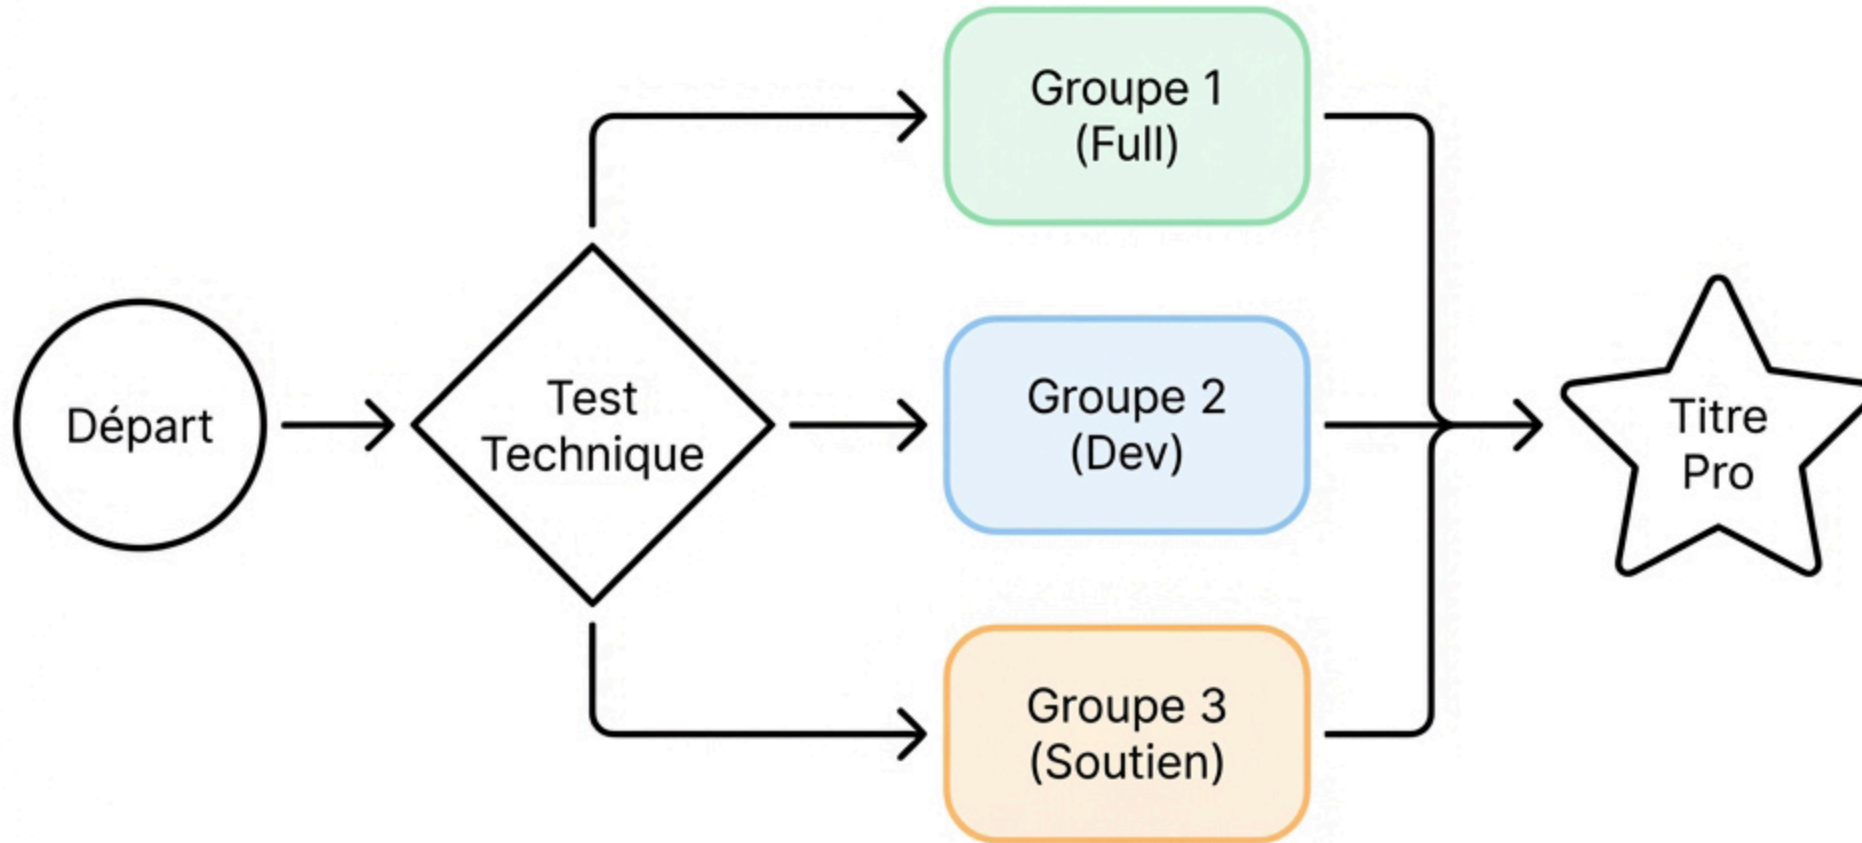 Départ
Test
Technique
Groupe 1
(Full)
Groupe 2
(Dev)
Groupe 3
(Soutien)
Titre
Pro